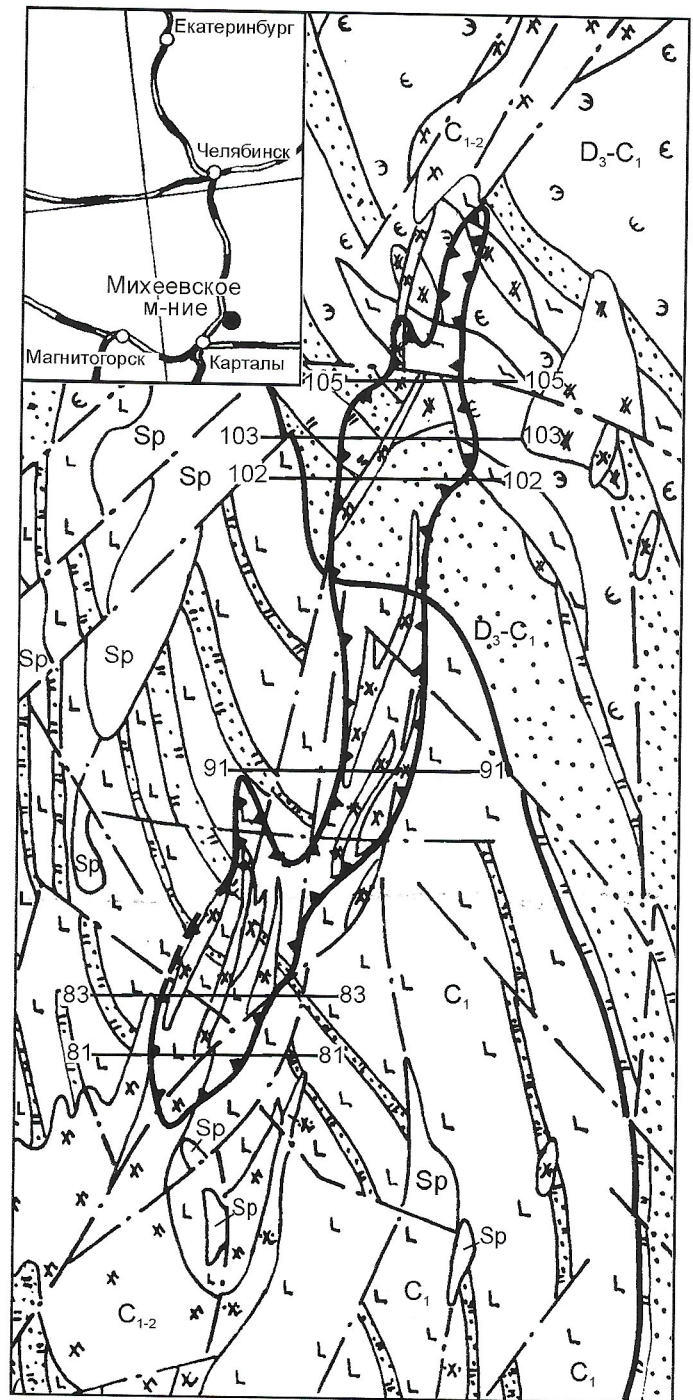 Екатеринбург
Челябинск
Михеевское
м-ние
Магнитогорск
Карталы
C₁₋₂
D₃-C₁
105 105
103 103
Sp
Sp
102 102
Sp
Sp
D₃-C₁
91 91
Sp
83 83
C₁
81 81
Sp
Sp
Sp
Sp
C₁₋₂
C₁
C₁